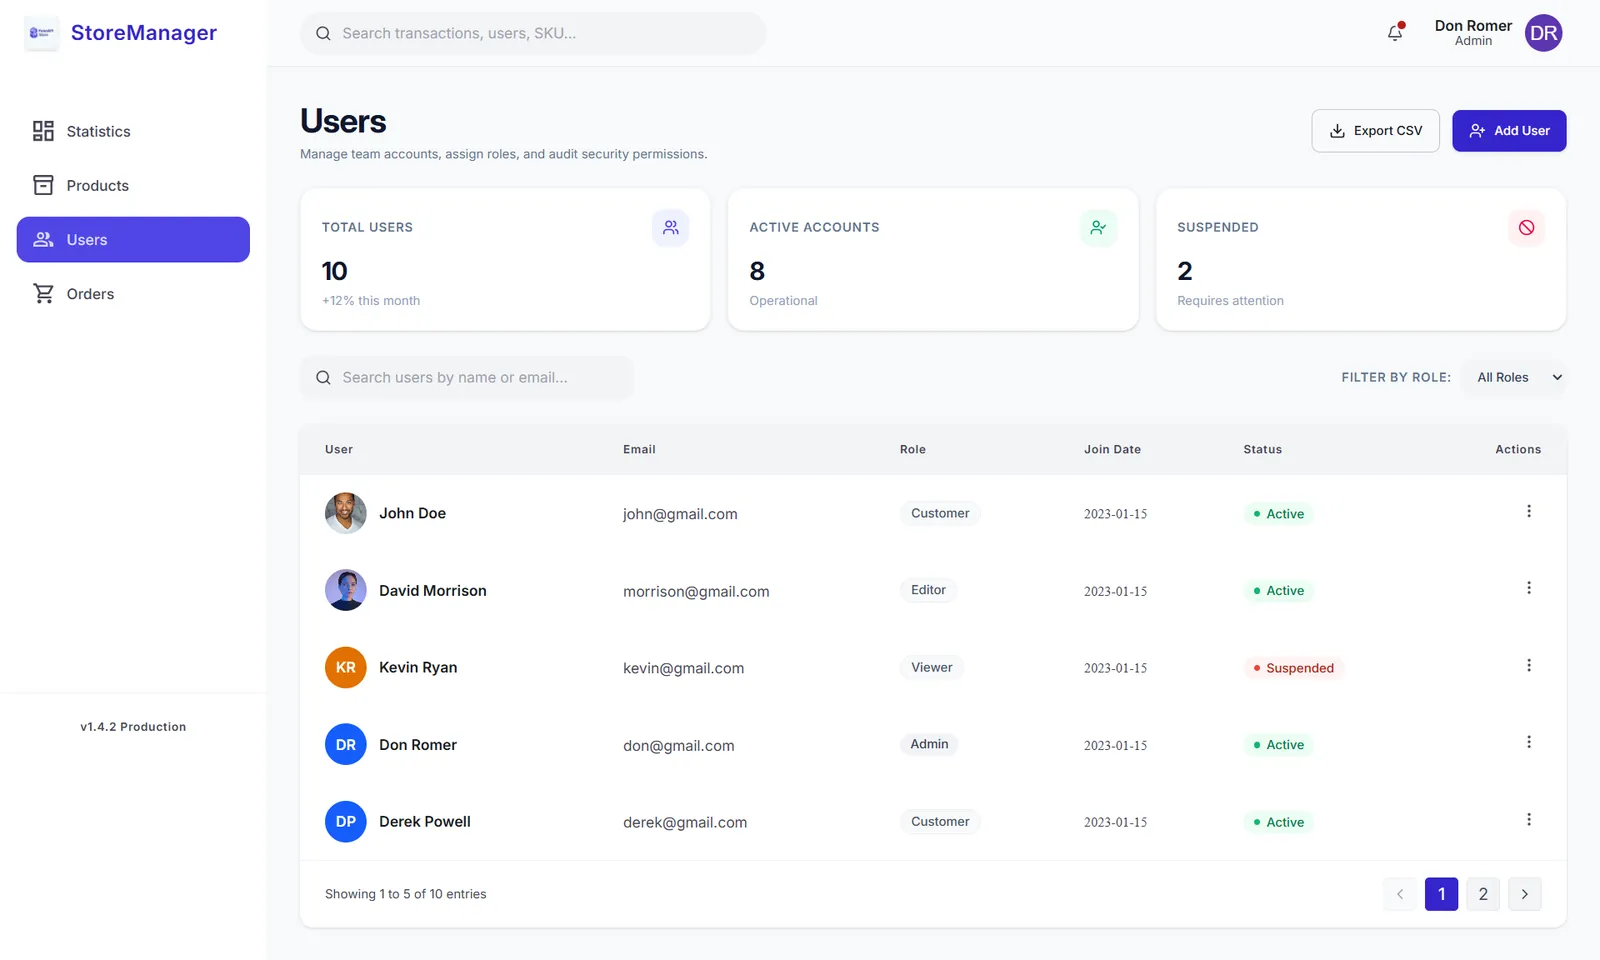 StoreManager
Search transactions, users, SKU...
Don Romer
Admin
DR
Statistics
Products
Users
Orders
v1.4.2 Production
Users
Manage team accounts, assign roles, and audit security permissions.
Export CSV
Add User
TOTAL USERS
10
+12% this month
ACTIVE ACCOUNTS
8
Operational
SUSPENDED
2
Requires attention
Search users by name or email...
FILTER BY ROLE: All Roles
User Email Role Join Date Status Actions
John Doe john@gmail.com Customer 2023-01-15 Active
David Morrison morrison@gmail.com Editor 2023-01-15 Active
KR Kevin Ryan kevin@gmail.com Viewer 2023-01-15 Suspended
DR Don Romer don@gmail.com Admin 2023-01-15 Active
DP Derek Powell derek@gmail.com Customer 2023-01-15 Active
Showing 1 to 5 of 10 entries
1 2